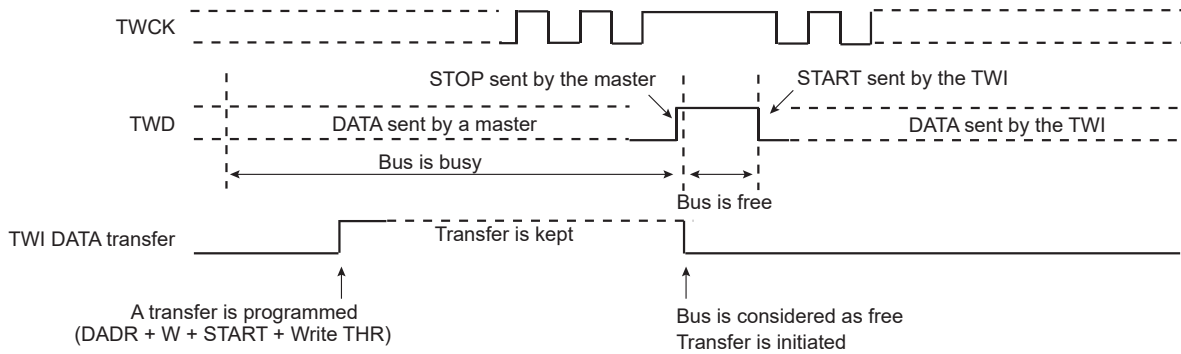 TWCK
STOP sent by the master
START sent by the TWI
TWD
DATA sent by a master
DATA sent by the TWI
Bus is busy
Bus is free
TWI DATA transfer
Transfer is kept
A transfer is programmed
(DADR + W + START + Write THR)
Bus is considered as free
Transfer is initiated